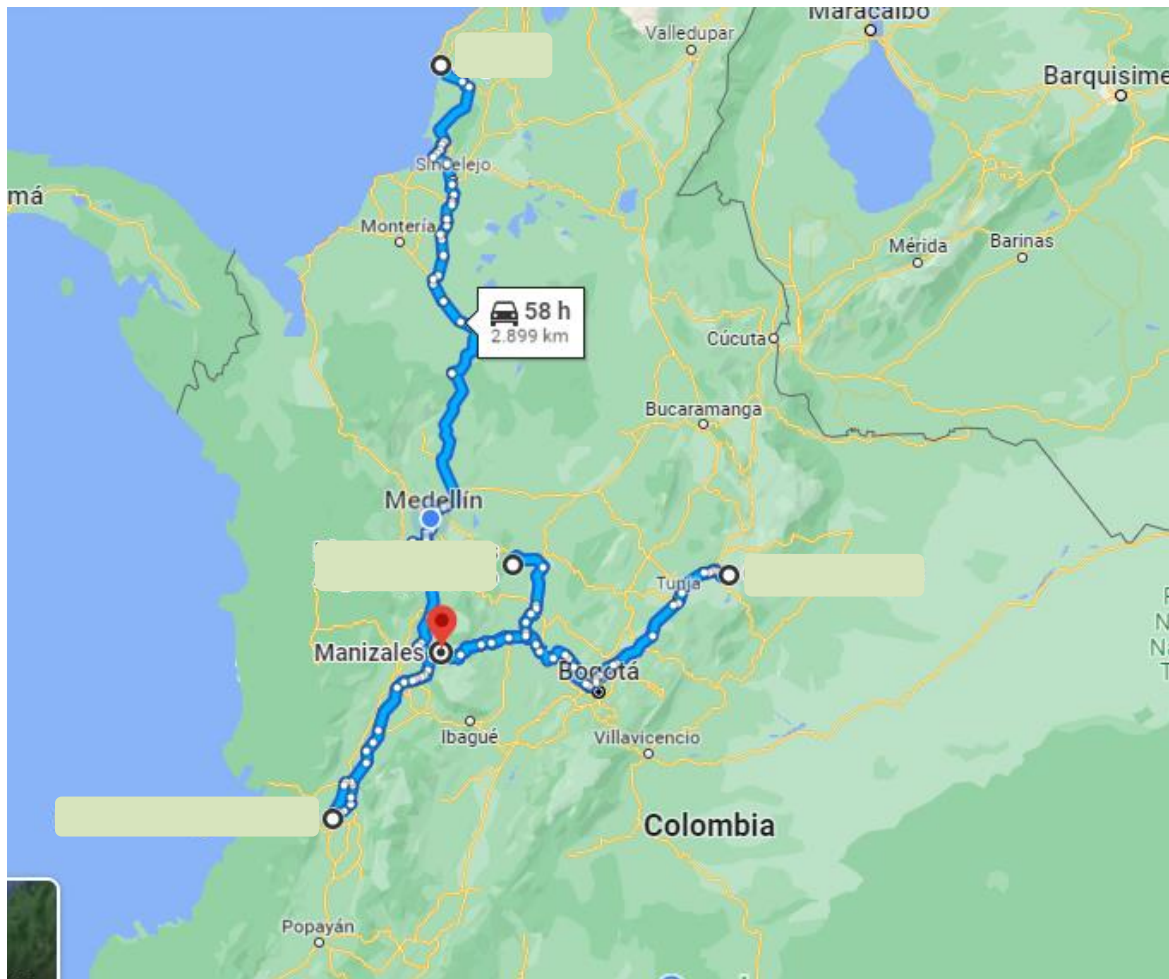 Maracaibo
Valledupar
Barquisime
má
Sincelejo
Montería
Mérida
Barinas
58 h
2.899 km
Cúcuta
Bucaramanga
Medellín
Tunja
Manizales
Bogotá
Ibagué
Villavicencio
Colombia
Popayán
N
Na
T